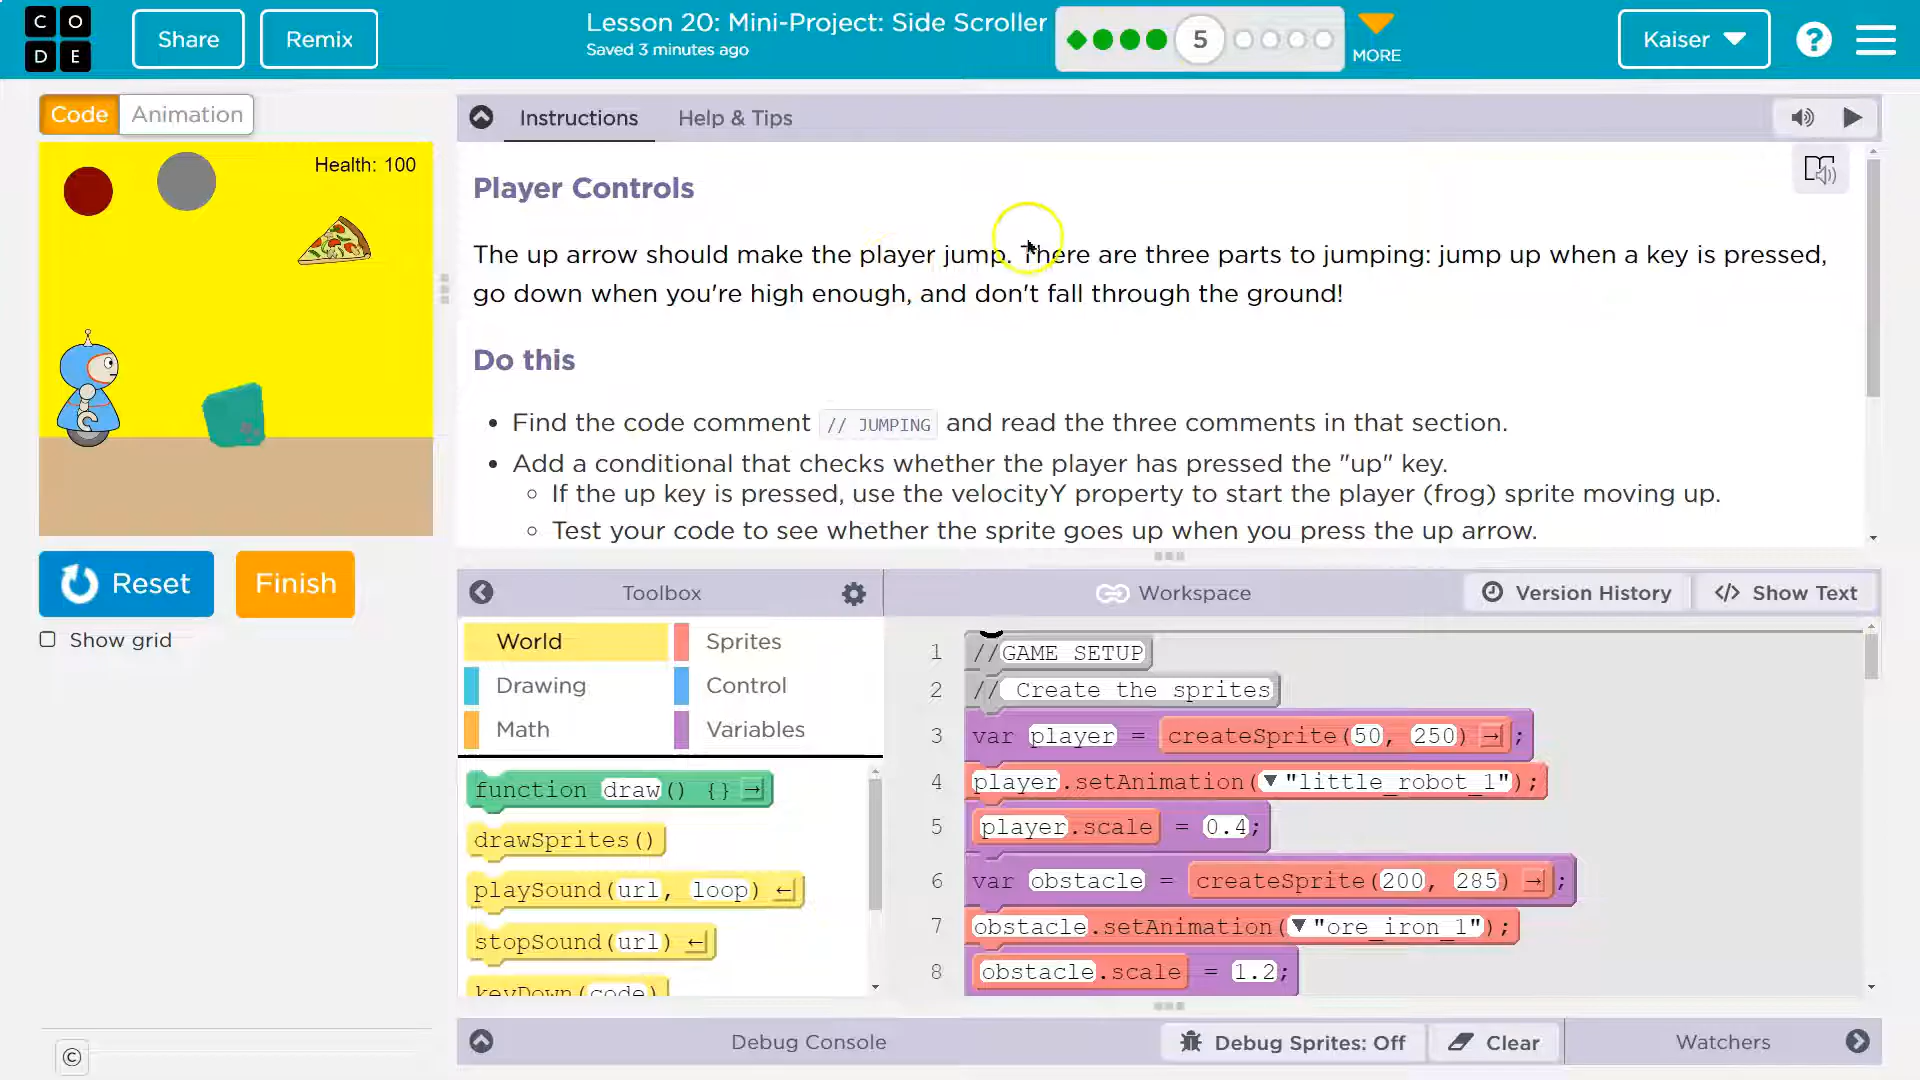 CO
DE
Share
Remix
Lesson 20: Mini-Project: Side Scroller
Saved 3 minutes ago
5
MORE
Kaiser
?
Code
Animation
Health: 100
Reset
Finish
Show grid
©
Instructions
Help & Tips
Player Controls
The up arrow should make the player jump. There are three parts to jumping: jump up when a key is pressed,
go down when you're high enough, and don't fall through the ground!
Do this
Find the code comment // JUMPING and read the three comments in that section.
Add a conditional that checks whether the player has pressed the "up" key.
If the up key is pressed, use the velocityY property to start the player (frog) sprite moving up.
Test your code to see whether the sprite goes up when you press the up arrow.
Toolbox
World
Sprites
Drawing
Control
Math
Variables
function draw() {}
drawSprites()
playSound(url, loop)
stopSound(url)
keyDown(code)
Workspace
Version History
</> Show Text
1 //GAME SETUP
2 // Create the sprites
3 var player = createSprite(50, 250);
4 player.setAnimation("little_robot_1");
5 player.scale = 0.4;
6 var obstacle = createSprite(200, 285);
7 obstacle.setAnimation("ore_iron_1");
8 obstacle.scale = 1.2;
Debug Console
Debug Sprites: Off
Clear
Watchers